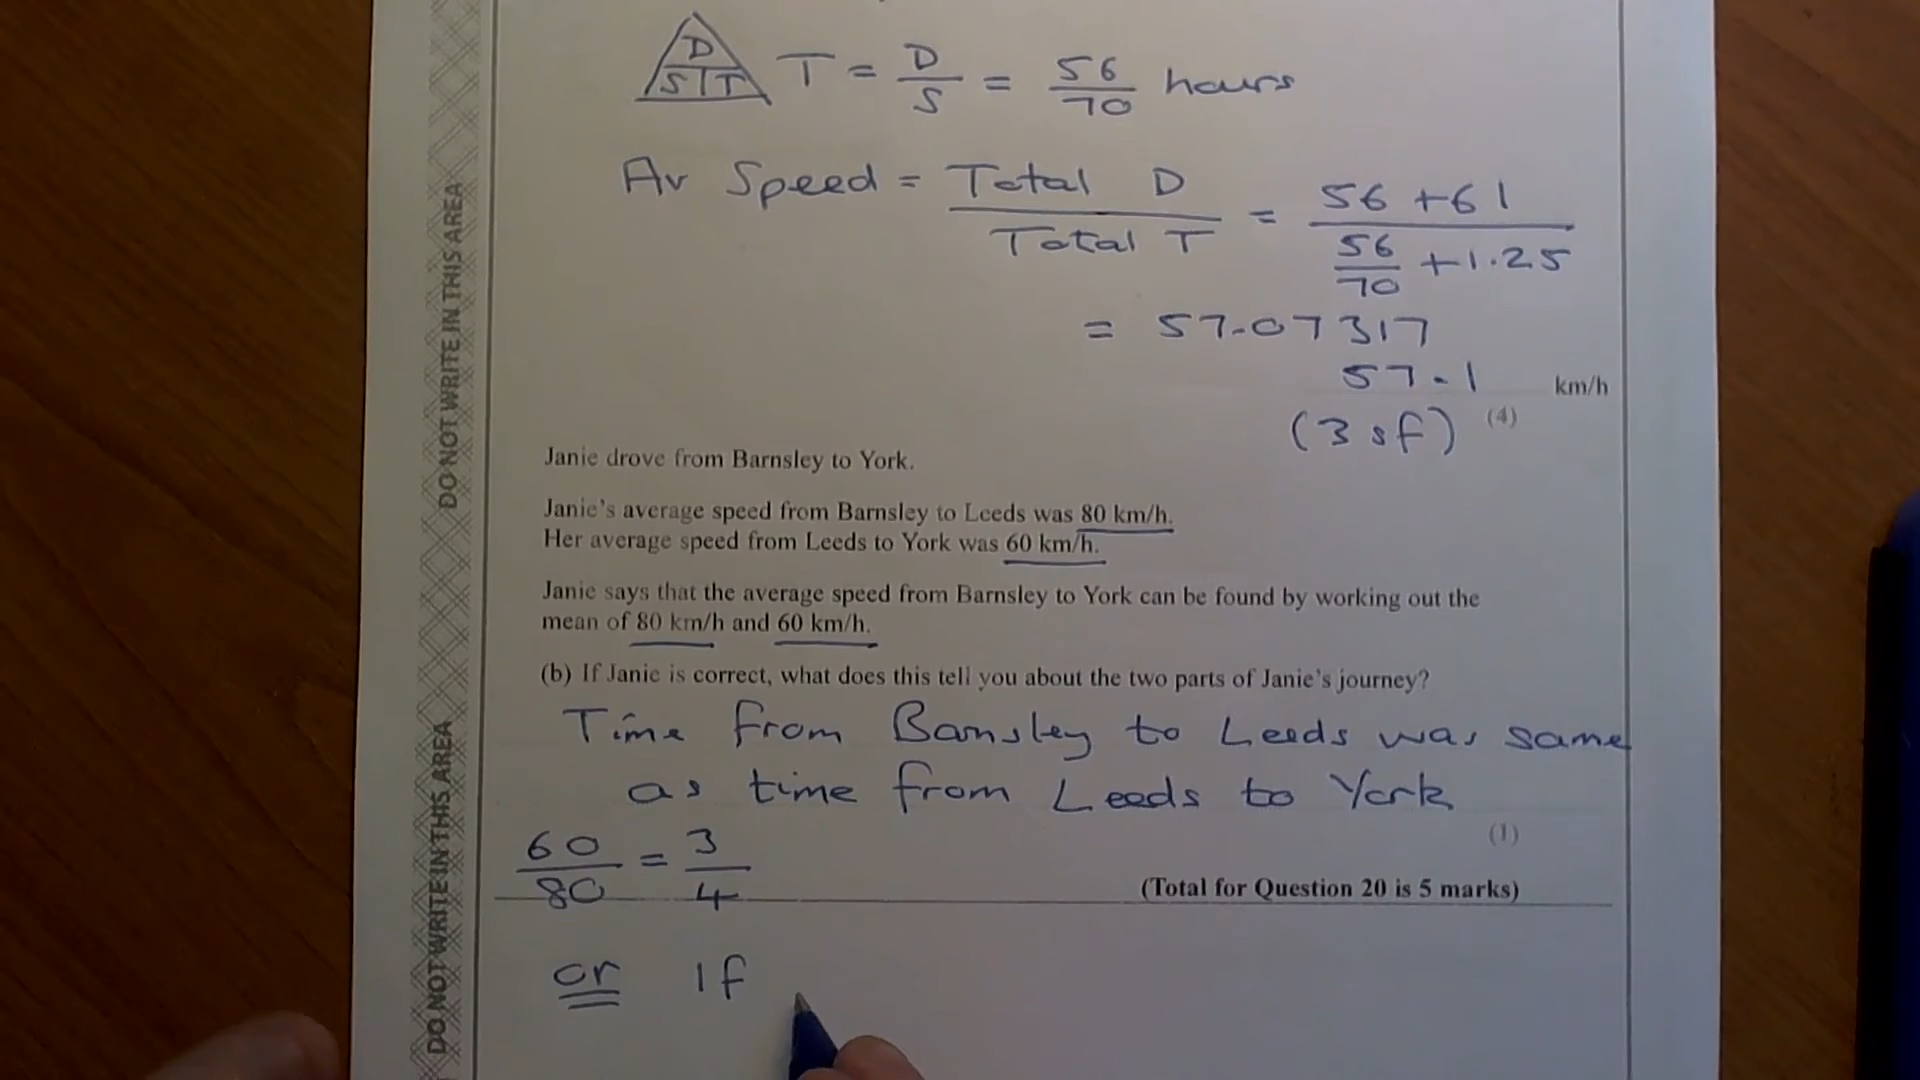 D
S T
T = D/S = 56/70 hours
Av Speed = Total D / Total T = 56 + 61 / 56/70 + 1.25
= 57.07317
57.1 km/h
(3 sf) (4)
Janie drove from Barnsley to York.
Janie's average speed from Barnsley to Leeds was 80 km/h.
Her average speed from Leeds to York was 60 km/h.
Janie says that the average speed from Barnsley to York can be found by working out the
mean of 80 km/h and 60 km/h.
(b) If Janie is correct, what does this tell you about the two parts of Janie's journey?
Time from Barnsley to Leeds was same
as time from Leeds to York
(1)
60/80 = 3/4
(Total for Question 20 is 5 marks)
or If
DO NOT WRITE IN THIS AREA
DO NOT WRITE IN THIS AREA